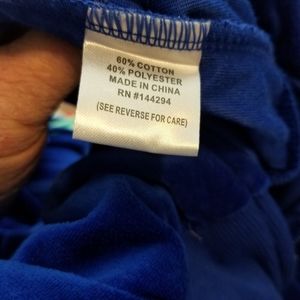 60% COTTON
40% POLYESTER
MADE IN CHINA
RN #144294
(SEE REVERSE FOR CARE)